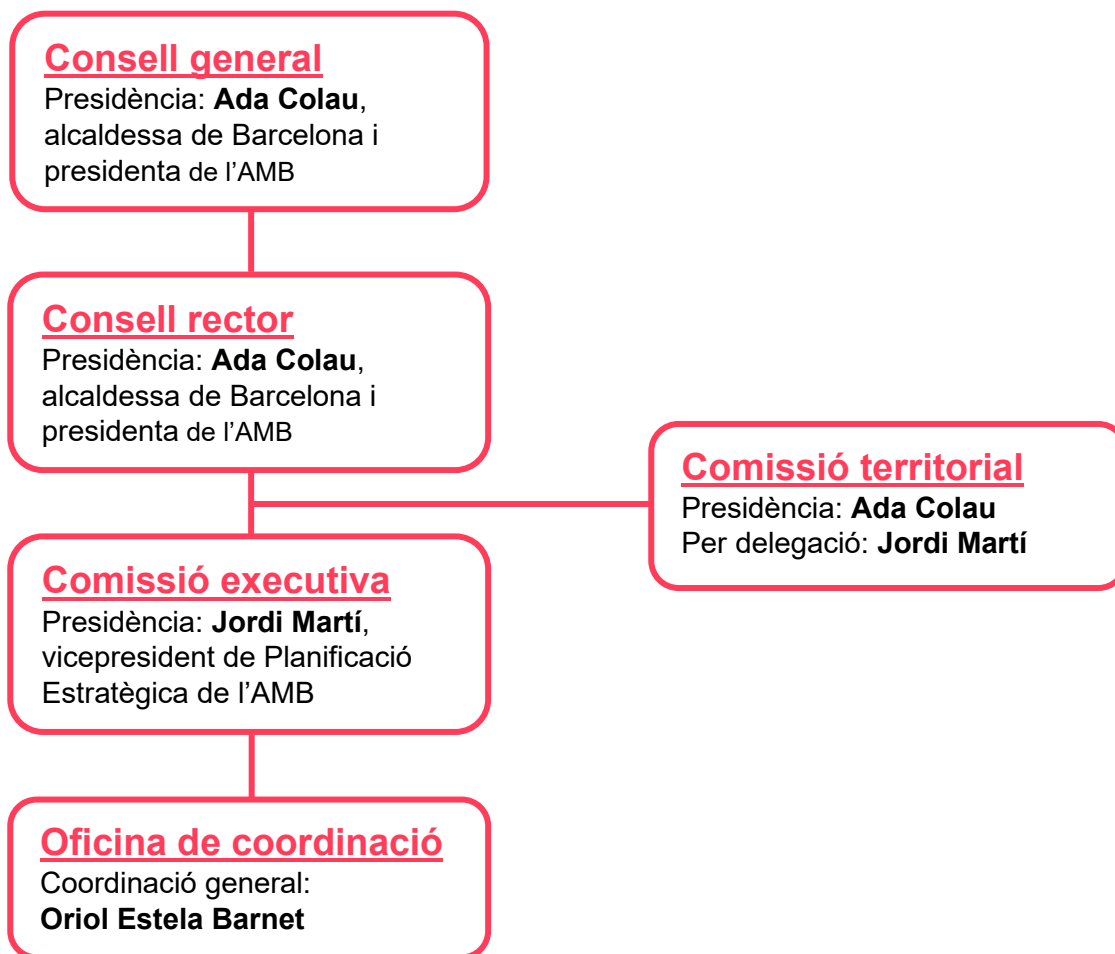 Consell general
Presidència: Ada Colau,
alcaldessa de Barcelona i
presidenta de l’AMB
Consell rector
Presidència: Ada Colau,
alcaldessa de Barcelona i
presidenta de l’AMB
Comissió territorial
Presidència: Ada Colau
Per delegació: Jordi Martí
Comissió executiva
Presidència: Jordi Martí,
vicepresident de Planificació
Estratègica de l’AMB
Oficina de coordinació
Coordinació general:
Oriol Estela Barnet